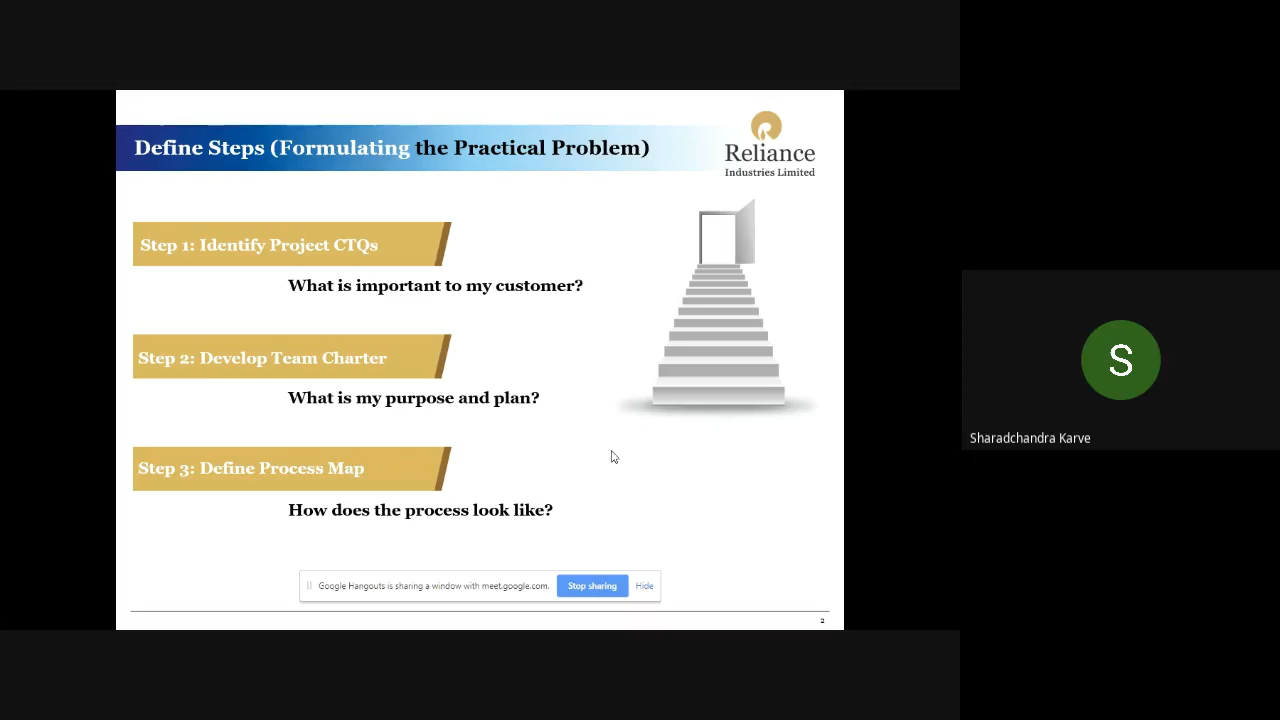 Define Steps (Formulating the Practical Problem)
Reliance
Industries Limited
Step 1: Identify Project CTQs
What is important to my customer?
Step 2: Develop Team Charter
What is my purpose and plan?
Step 3: Define Process Map
How does the process look like?
Google Hangouts is sharing a window with meet.google.com. Stop sharing Hide
2
S
Sharadchandra Karve